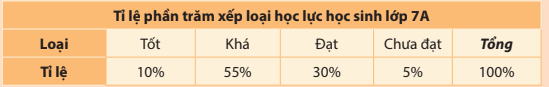 Tỉ lệ phần trăm xếp loại học lực học sinh lớp 7A
Loại Tốt Khá Đạt Chưa đạt Tổng
Tỉ lệ 10% 55% 30% 5% 100%